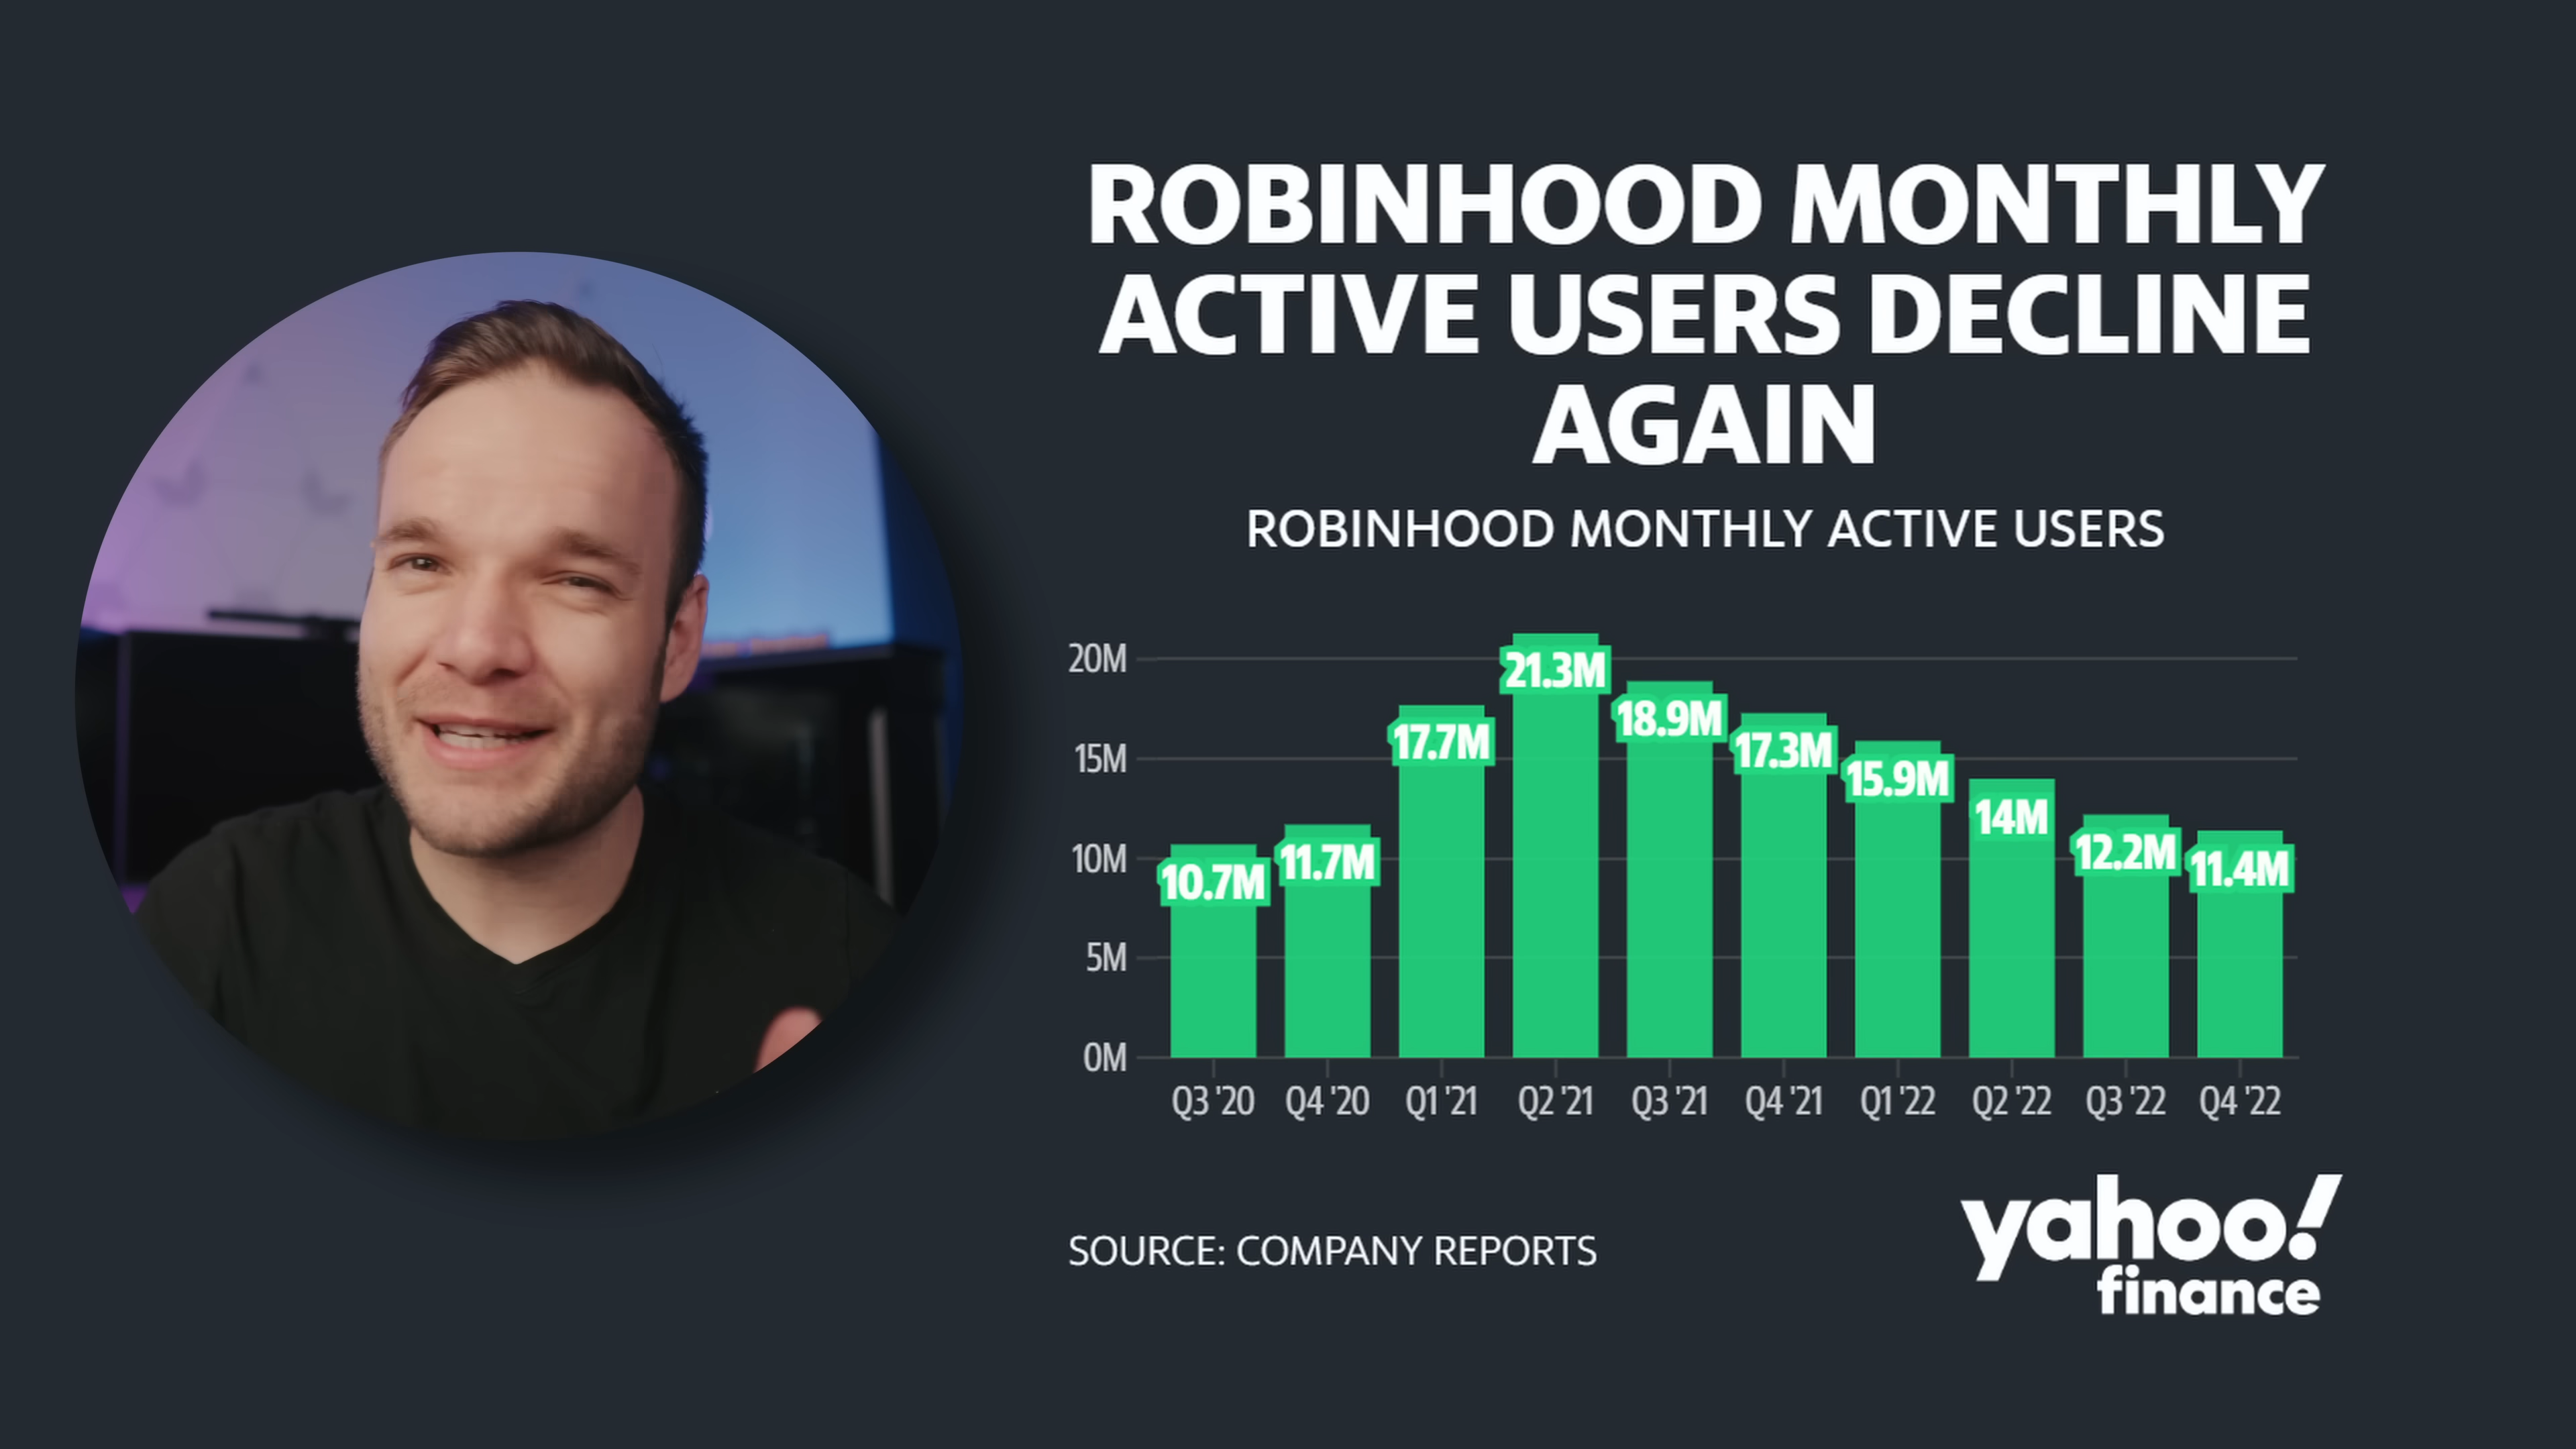 ROBINHOOD MONTHLY
ACTIVE USERS DECLINE
AGAIN
ROBINHOOD MONTHLY ACTIVE USERS
20M
15M
10M
5M
0M
10.7M
11.7M
17.7M
21.3M
18.9M
17.3M
15.9M
14M
12.2M
11.4M
Q3 '20
Q4 '20
Q1 '21
Q2 '21
Q3 '21
Q4 '21
Q1 '22
Q2 '22
Q3 '22
Q4 '22
SOURCE: COMPANY REPORTS
yahoo!
finance